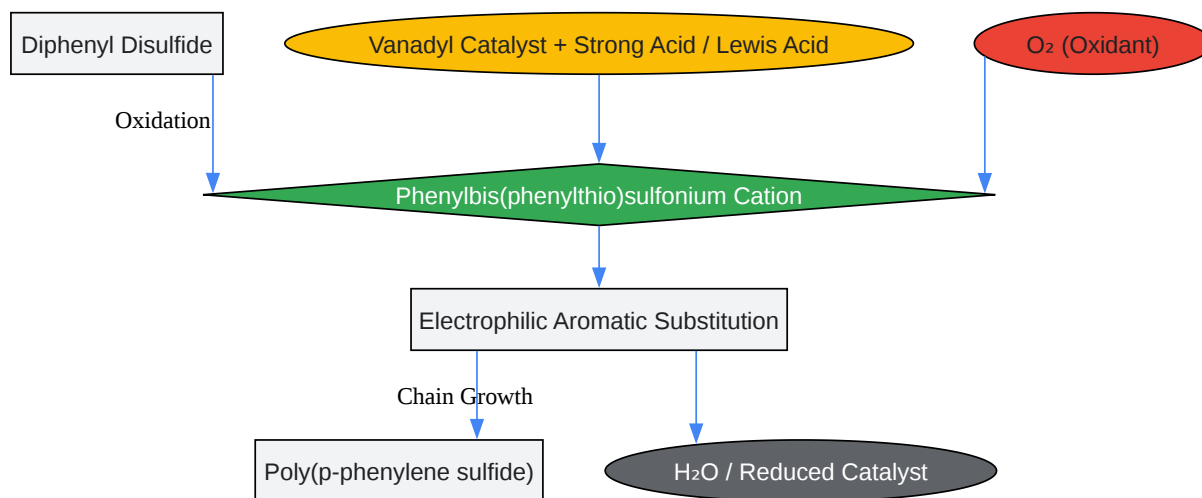 Diphenyl Disulfide
Vanadyl Catalyst + Strong Acid / Lewis Acid
O₂ (Oxidant)
Oxidation
Phenylbis(phenylthio)sulfonium Cation
Electrophilic Aromatic Substitution
Chain Growth
Poly(p-phenylene sulfide)
H₂O / Reduced Catalyst